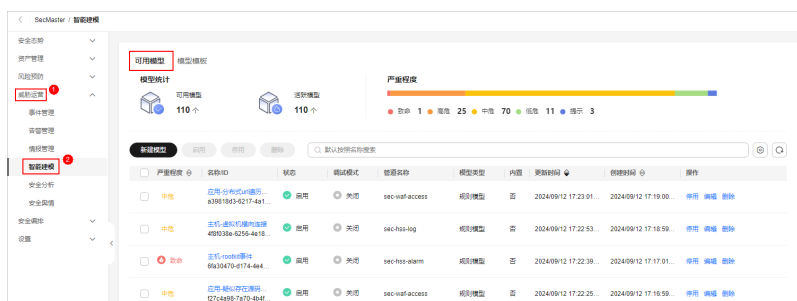 SecMaster / 智能建模
安全态势
资产管理
风险预防
威胁运营
1
事件管理
告警管理
情报管理
智能建模
2
安全分析
安全舆情
安全编排
设置
可用模型 模型模板
模型统计
可用模型
110 个
活跃模型
110 个
严重程度
致命 1 高危 25 中危 70 低危 11 提示 3
新建模型 启用 停用 删除 默认按照名称搜索
严重程度 名称/ID 状态 调试模式 管道名称 模型类型 内置 更新时间 创建时间 操作
中危 应用-分布式url遍历... 启用 关闭 sec-waf-access 规则模型 否 2024/09/12 17:23:01... 2024/09/12 17:19:00... 停用 编辑 删除
a39818d3-6217-4a1...
中危 主机-虚拟机横向连接 启用 关闭 sec-hss-log 规则模型 否 2024/09/12 17:22:53... 2024/09/12 17:18:59... 停用 编辑 删除
4f8f038e-6256-4e18...
致命 主机-rootkit事件 启用 关闭 sec-hss-alarm 规则模型 否 2024/09/12 17:22:39... 2024/09/12 17:17:01... 停用 编辑 删除
6fa30470-d174-4e4...
中危 应用-疑似存在源码... 启用 关闭 sec-waf-access 规则模型 否 2024/09/12 17:22:25... 2024/09/12 17:16:59... 停用 编辑 删除
f27c4a98-7a70-4b4f...